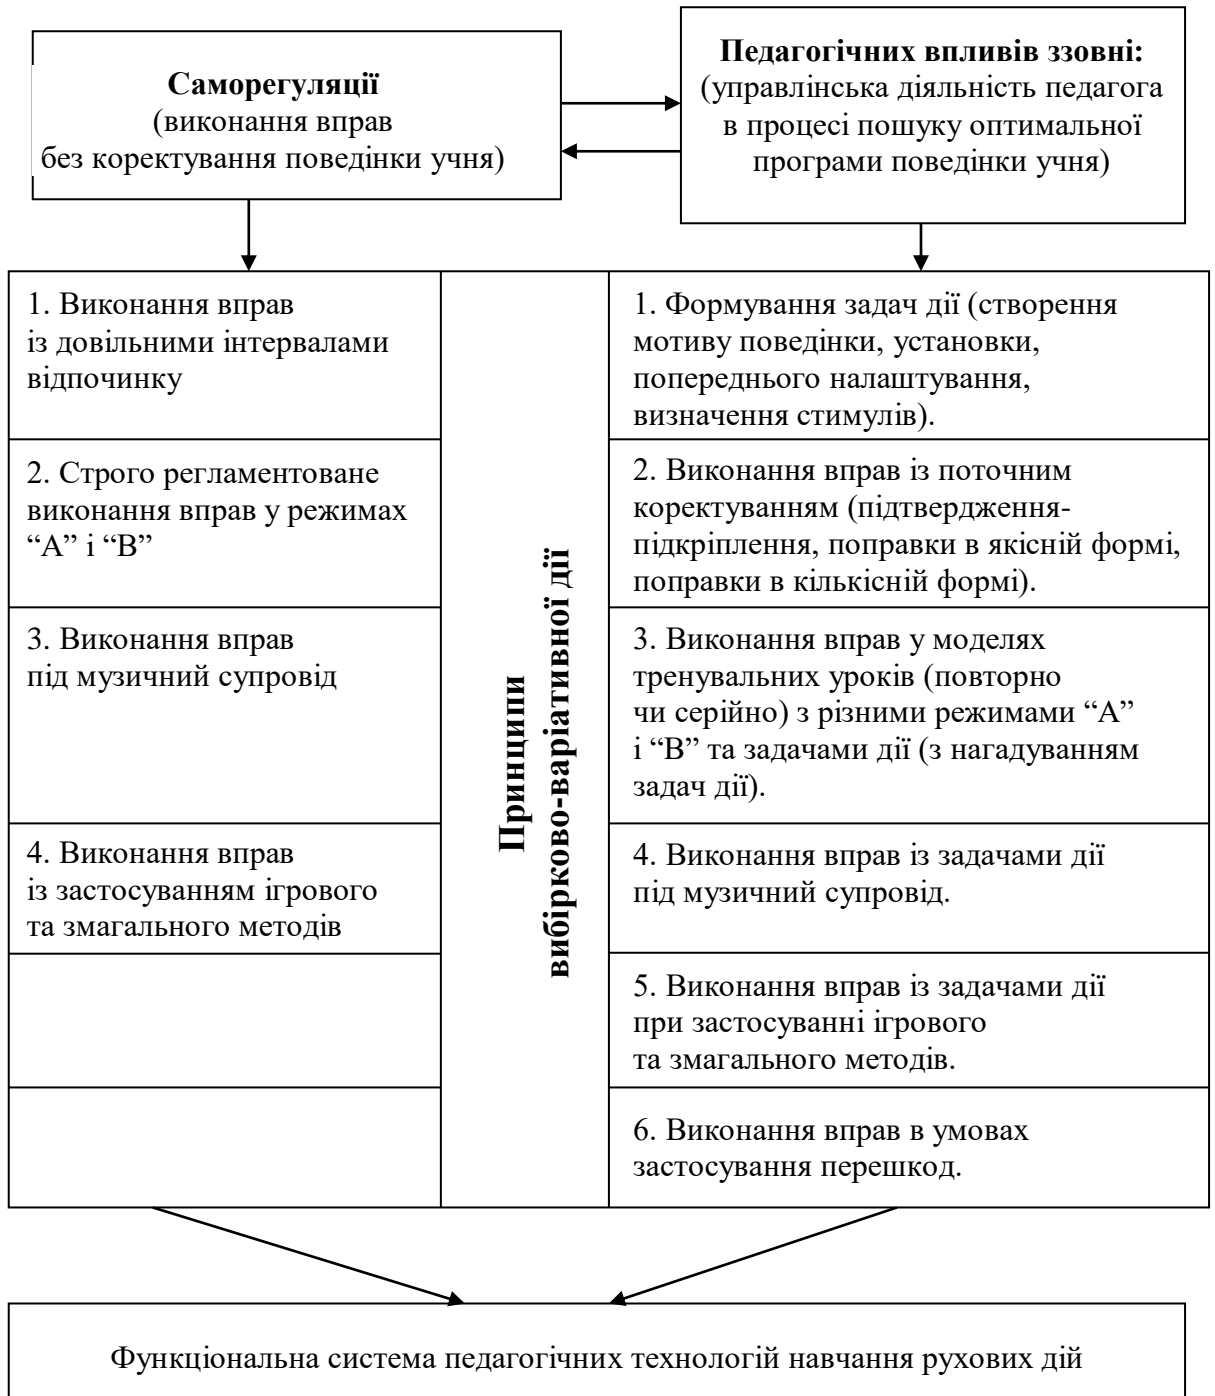 Саморегуляції
(виконання вправ
без коректування поведінки учня)
Педагогічних впливів ззовні:
(управлінська діяльність педагога
в процесі пошуку оптимальної
програми поведінки учня)
1. Виконання вправ
із довільними інтервалами
відпочинку
2. Строго регламентоване
виконання вправ у режимах
“А” і “В”
3. Виконання вправ
під музичний супровід
4. Виконання вправ
із застосуванням ігрового
та змагального методів
Принципи
вибірково-варіативної дії
1. Формування задач дії (створення
мотиву поведінки, установки,
попереднього налаштування,
визначення стимулів).
2. Виконання вправ із поточним
коректуванням (підтвердження-
підкріплення, поправки в якісній формі,
поправки в кількісній формі).
3. Виконання вправ у моделях
тренувальних уроків (повторно
чи серійно) з різними режимами “А”
і “В” та задачами дії (з нагадуванням
задач дії).
4. Виконання вправ із задачами дії
під музичний супровід.
5. Виконання вправ із задачами дії
при застосуванні ігрового
та змагального методів.
6. Виконання вправ в умовах
застосування перешкод.
Функціональна система педагогічних технологій навчання рухових дій